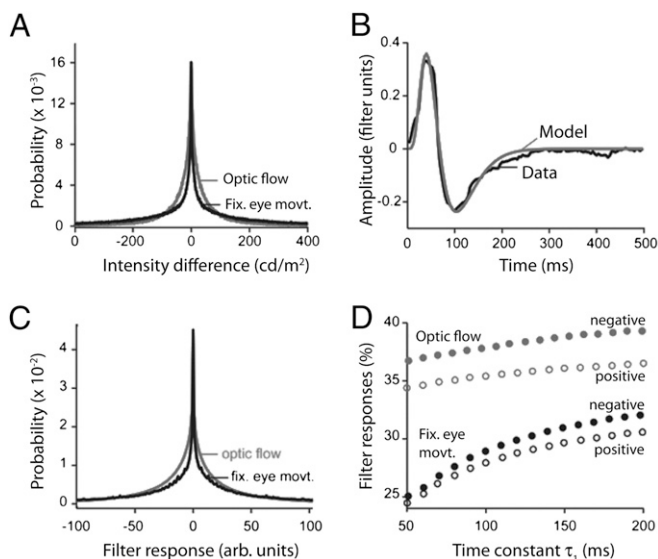 A
Probability (x 10⁻³)
16
12
8
4
0
Optic flow
Fix. eye movt.
-400
-200
0
200
400
Intensity difference (cd/m²)
B
Amplitude (filter units)
0.4
0.2
0
-0.2
Model
Data
0
100
200
300
400
500
Time (ms)
C
Probability (x 10⁻²)
4
3
2
1
0
optic flow
fix. eye movt.
-100
-50
0
50
100
Filter response (arb. units)
D
Filter responses (%)
40
35
30
25
Optic flow
negative
positive
negative
Fix. eye
movt.
positive
50
100
150
200
Time constant τ₁ (ms)